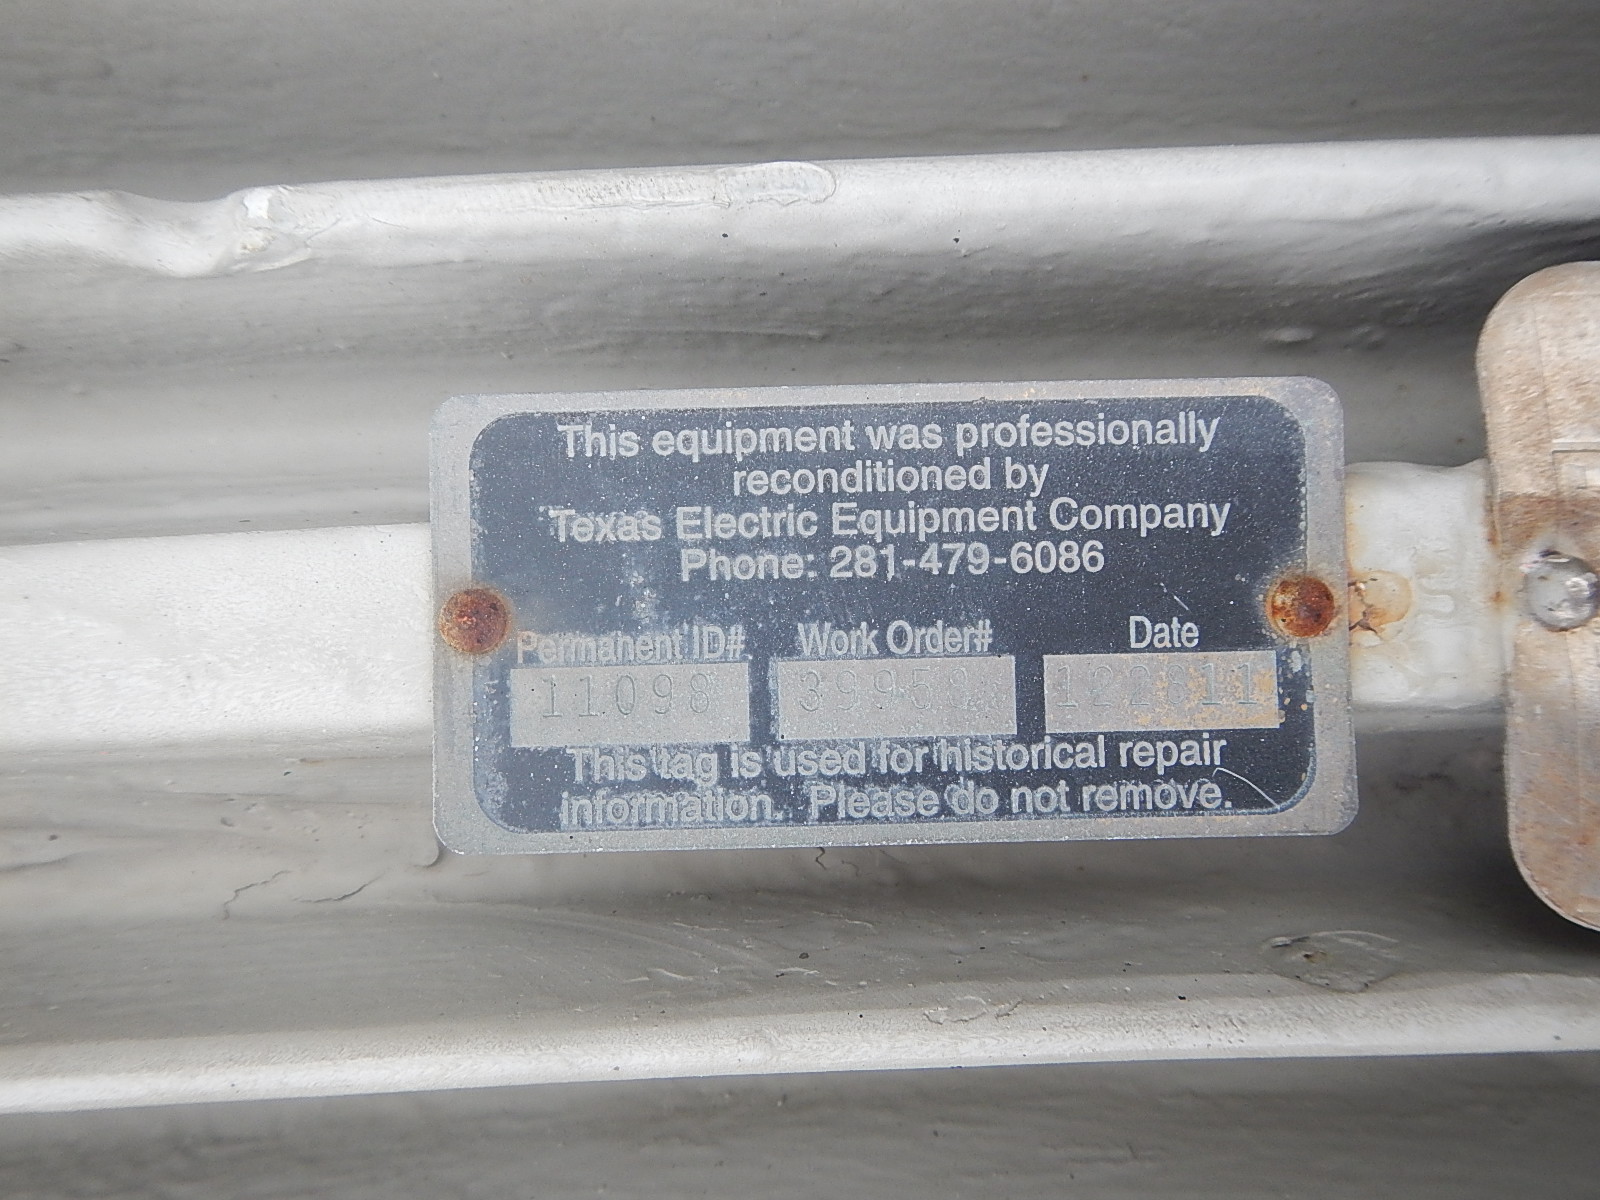 This equipment was professionally
reconditioned by
Texas Electric Equipment Company
Phone: 281-479-6086
Permanent ID# Work Order# Date
11098
This tag is used for historical repair
information. Please do not remove.